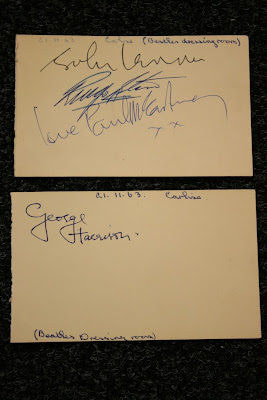 21.11.63 Carlisle (Beatles dressing room)
John Lennon
Ringo Starr
love Paul McCartney
x x
21.11.63. Carlisle
George
Harrison.
(Beatles Dressing room)